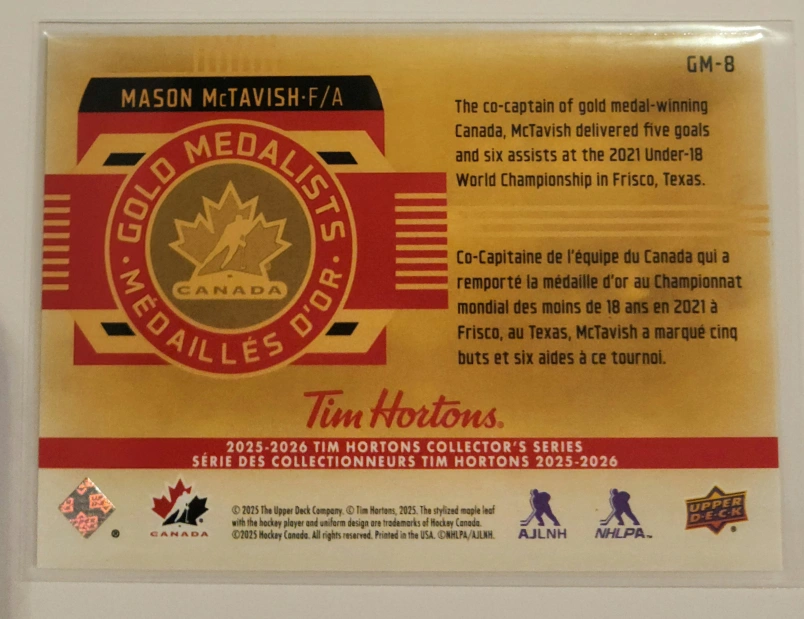 GM-8
MASON McTAVISH·F/A
GOLD MEDALISTS
· MÉDAILLÉS D'OR ·
CANADA
The co-captain of gold medal-winning
Canada, McTavish delivered five goals
and six assists at the 2021 Under-18
World Championship in Frisco, Texas.
Co-Capitaine de l'équipe du Canada qui a
remporté la médaille d'or au Championnat
mondial des moins de 18 ans en 2021 à
Frisco, au Texas, McTavish a marqué cinq
buts et six aides à ce tournoi.
Tim Hortons®
2025-2026 TIM HORTONS COLLECTOR'S SERIES
SÉRIE DES COLLECTIONNEURS TIM HORTONS 2025-2026
®
CANADA
© 2025 The Upper Deck Company. © Tim Hortons, 2025. The stylized maple leaf
with the hockey player and uniform design are trademarks of Hockey Canada.
©2025 Hockey Canada. All rights reserved. Printed in the USA. ©NHLPA/AJLNH.
AJLNH
NHLPA™
UPPER
D·E·C·K
®